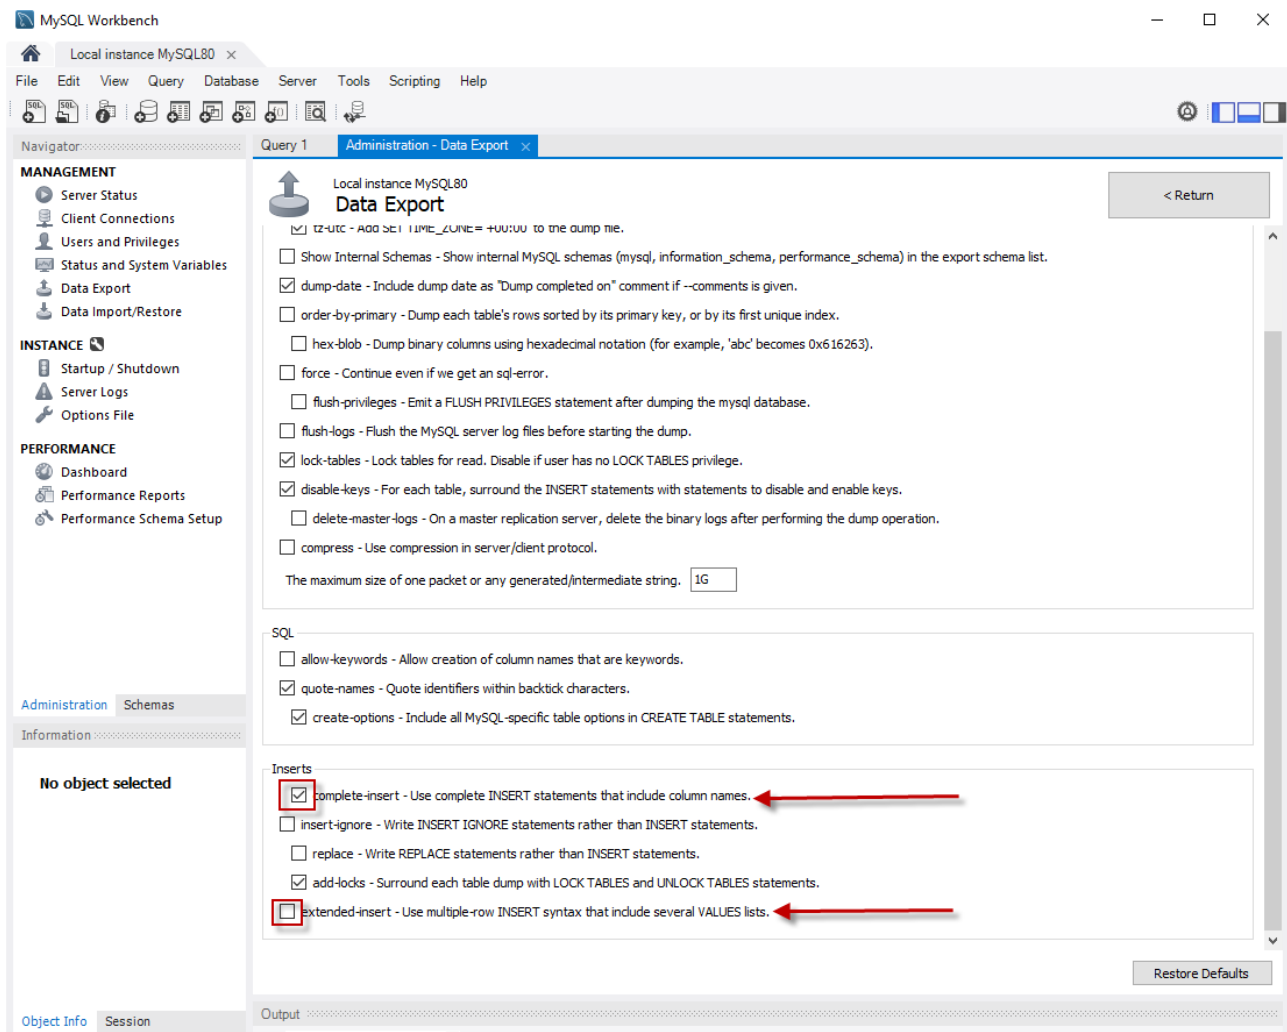 MySQL Workbench
Local instance MySQL80
File Edit View Query Database Server Tools Scripting Help
Navigator
MANAGEMENT
Server Status
Client Connections
Users and Privileges
Status and System Variables
Data Export
Data Import/Restore
INSTANCE
Startup / Shutdown
Server Logs
Options File
PERFORMANCE
Dashboard
Performance Reports
Performance Schema Setup
Administration Schemas
Information
No object selected
Object Info Session
Query 1 Administration - Data Export
Local instance MySQL80
Data Export
< Return
tz-utc - Add SET TIME_ZONE='+00:00' to the dump file.
Show Internal Schemas - Show internal MySQL schemas (mysql, information_schema, performance_schema) in the export schema list.
dump-date - Include dump date as "Dump completed on" comment if --comments is given.
order-by-primary - Dump each table's rows sorted by its primary key, or by its first unique index.
hex-blob - Dump binary columns using hexadecimal notation (for example, 'abc' becomes 0x616263).
force - Continue even if we get an sql-error.
flush-privileges - Emit a FLUSH PRIVILEGES statement after dumping the mysql database.
flush-logs - Flush the MySQL server log files before starting the dump.
lock-tables - Lock tables for read. Disable if user has no LOCK TABLES privilege.
disable-keys - For each table, surround the INSERT statements with statements to disable and enable keys.
delete-master-logs - On a master replication server, delete the binary logs after performing the dump operation.
compress - Use compression in server/client protocol.
The maximum size of one packet or any generated/intermediate string. 1G
SQL
allow-keywords - Allow creation of column names that are keywords.
quote-names - Quote identifiers within backtick characters.
create-options - Include all MySQL-specific table options in CREATE TABLE statements.
Inserts
complete-insert - Use complete INSERT statements that include column names.
insert-ignore - Write INSERT IGNORE statements rather than INSERT statements.
replace - Write REPLACE statements rather than INSERT statements.
add-locks - Surround each table dump with LOCK TABLES and UNLOCK TABLES statements.
extended-insert - Use multiple-row INSERT syntax that include several VALUES lists.
Restore Defaults
Output